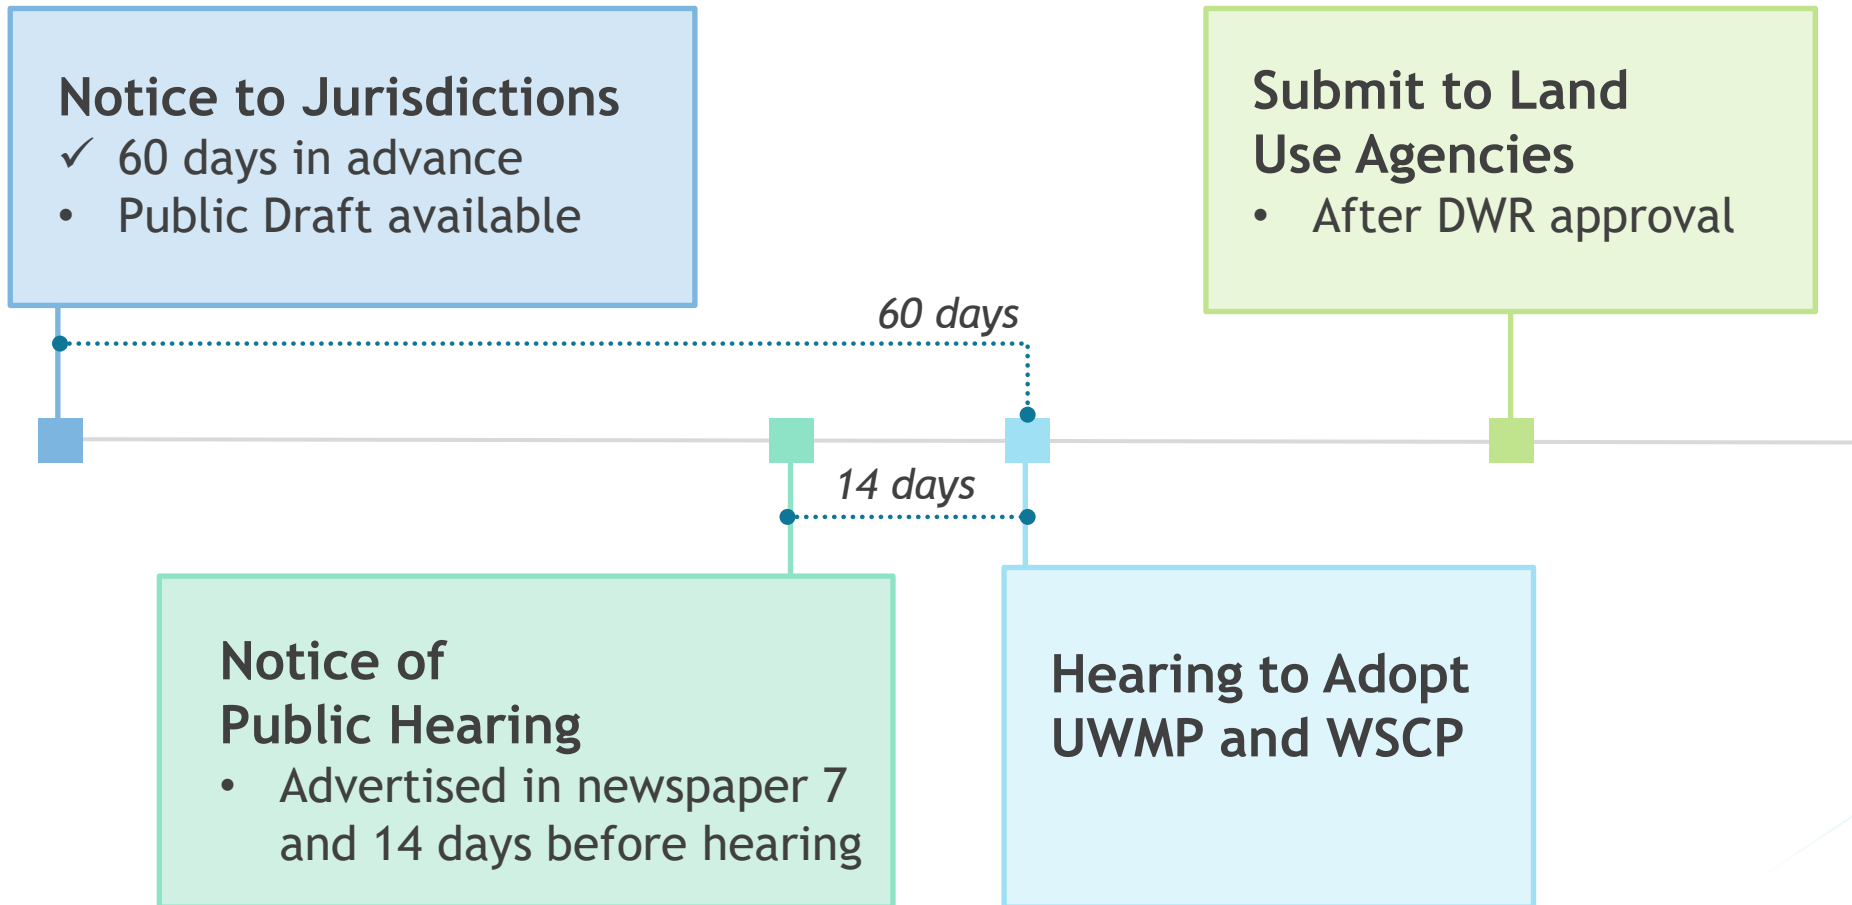 Notice to Jurisdictions
✓ 60 days in advance
• Public Draft available
Submit to Land
Use Agencies
• After DWR approval
60 days
14 days
Notice of
Public Hearing
• Advertised in newspaper 7
and 14 days before hearing
Hearing to Adopt
UWMP and WSCP